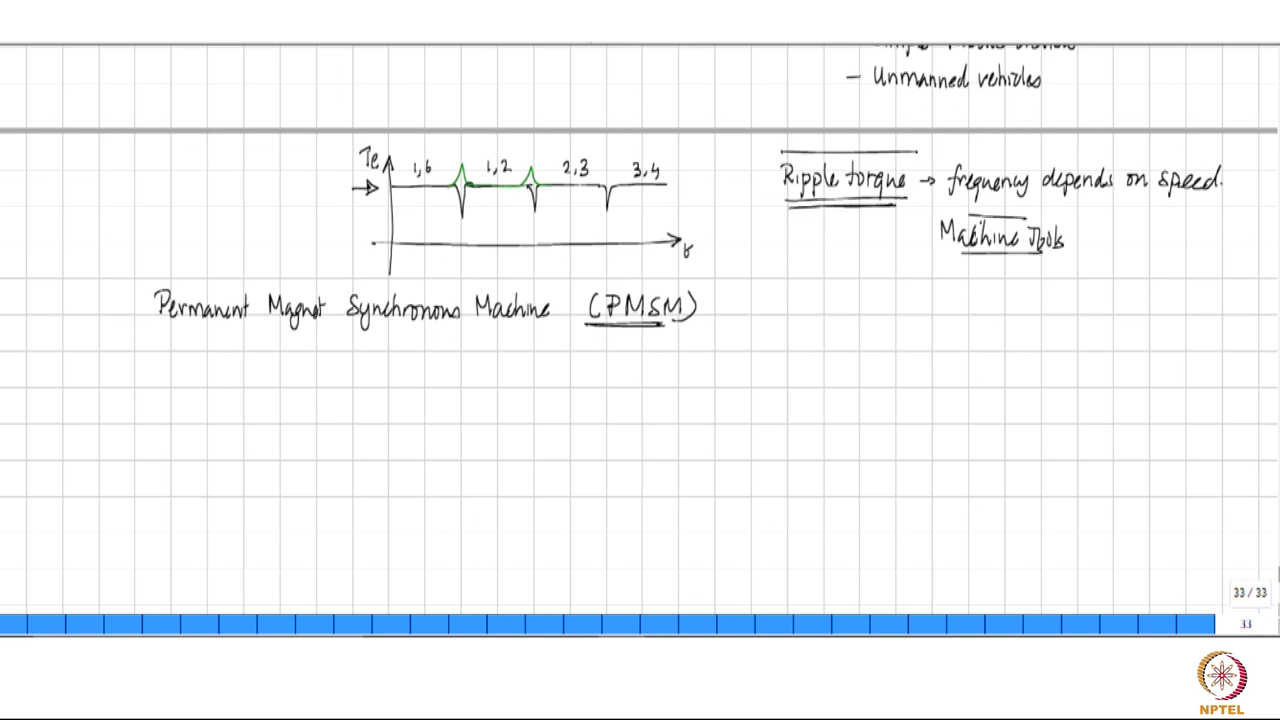 - Unmanned vehicles
Te
1,6 1,2 2,3 3,4
t
Ripple torque → frequency depends on speed.
Machine Tools
Permanent Magnet Synchronous Machine (PMSM)
33 / 33
33
NPTEL